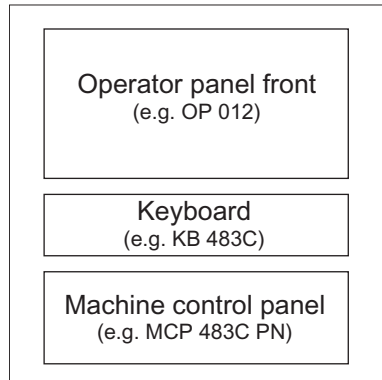 Operator panel front
(e.g. OP 012)
Keyboard
(e.g. KB 483C)
Machine control panel
(e.g. MCP 483C PN)